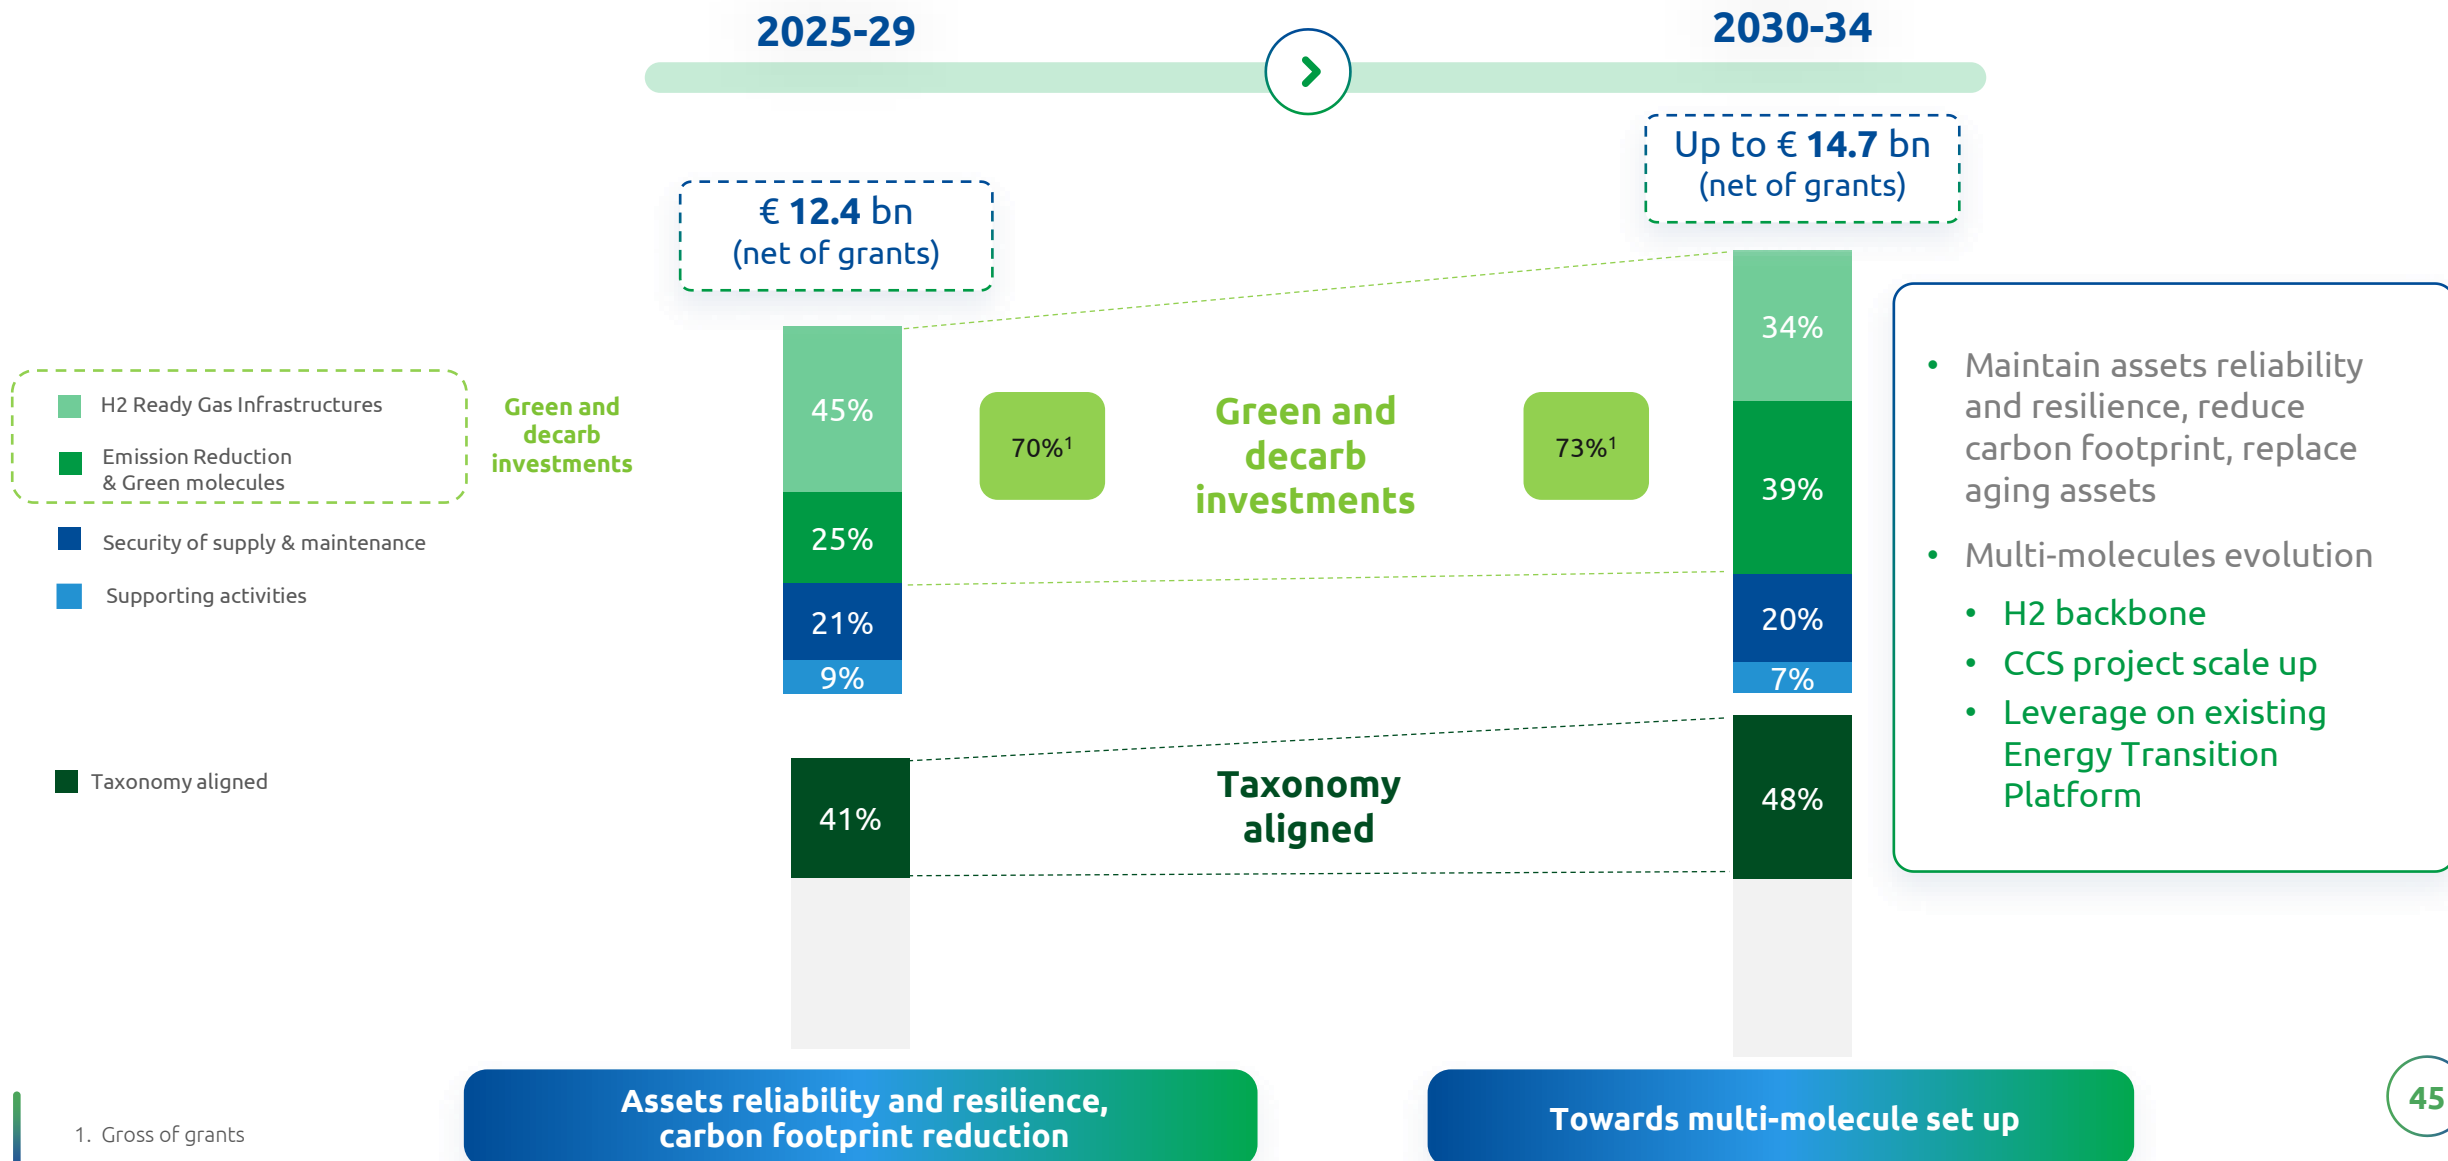 2025-29
2030-34
€ 12.4 bn
(net of grants)
Up to € 14.7 bn
(net of grants)
H2 Ready Gas Infrastructures
Emission Reduction
& Green molecules
Security of supply & maintenance
Supporting activities
Green and
decarb
investments
45%
25%
21%
9%
70%¹
Green and
decarb
investments
73%¹
34%
39%
20%
7%
• Maintain assets reliability
and resilience, reduce
carbon footprint, replace
aging assets
• Multi-molecules evolution
• H2 backbone
• CCS project scale up
• Leverage on existing
Energy Transition
Platform
Taxonomy aligned
41%
Taxonomy
aligned
48%
Assets reliability and resilience,
carbon footprint reduction
Towards multi-molecule set up
1. Gross of grants
45